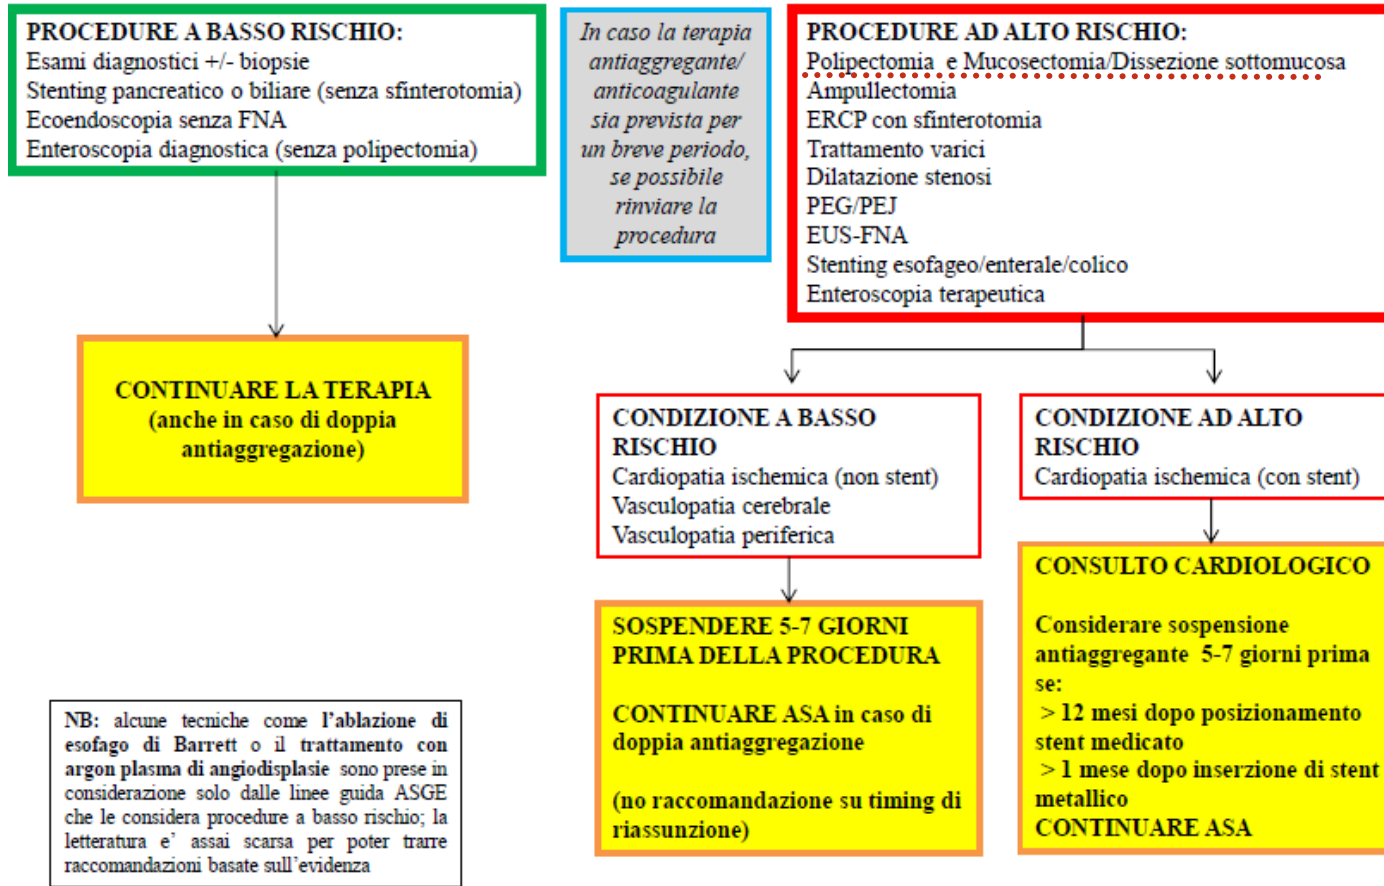 PROCEDURE A BASSO RISCHIO:
Esami diagnostici +/- biopsie
Stenting pancreatico o biliare (senza sfinterotomia)
Ecoendoscopia senza FNA
Enteroscopia diagnostica (senza polipectomia)
In caso la terapia
antiaggregante/
anticoagulante
sia prevista per
un breve periodo,
se possibile
rinviare la
procedura
PROCEDURE AD ALTO RISCHIO:
Polipectomia e Mucosectomia/Dissezione sottomucosa
Ampullectomia
ERCP con sfinterotomia
Trattamento varici
Dilatazione stenosi
PEG/PEJ
EUS-FNA
Stenting esofageo/enterale/colico
Enteroscopia terapeutica
CONTINUARE LA TERAPIA
(anche in caso di doppia
antiaggregazione)
CONDIZIONE A BASSO
RISCHIO
Cardiopatia ischemica (non stent)
Vasculopatia cerebrale
Vasculopatia periferica
CONDIZIONE AD ALTO
RISCHIO
Cardiopatia ischemica (con stent)
SOSPENDERE 5-7 GIORNI
PRIMA DELLA PROCEDURA
CONTINUARE ASA in caso di
doppia antiaggregazione
(no raccomandazione su timing di
riassunzione)
CONSULTO CARDIOLOGICO
Considerare sospensione
antiaggregante 5-7 giorni prima
se:
> 12 mesi dopo posizionamento
stent medicato
> 1 mese dopo inserzione di stent
metallico
CONTINUARE ASA
NB: alcune tecniche come l'ablazione di
esofago di Barrett o il trattamento con
argon plasma di angiodisplasie sono prese in
considerazione solo dalle linee guida ASGE
che le considera procedure a basso rischio; la
letteratura e' assai scarsa per poter trarre
raccomandazioni basate sull'evidenza